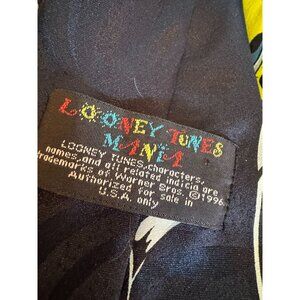 LOONEY TUNES
MANIA
LOONEY TUNES,characters,
names,and all related indicia are
trademarks of Warner Bros. ©1996
Authorized for sale in
U.S.A. only